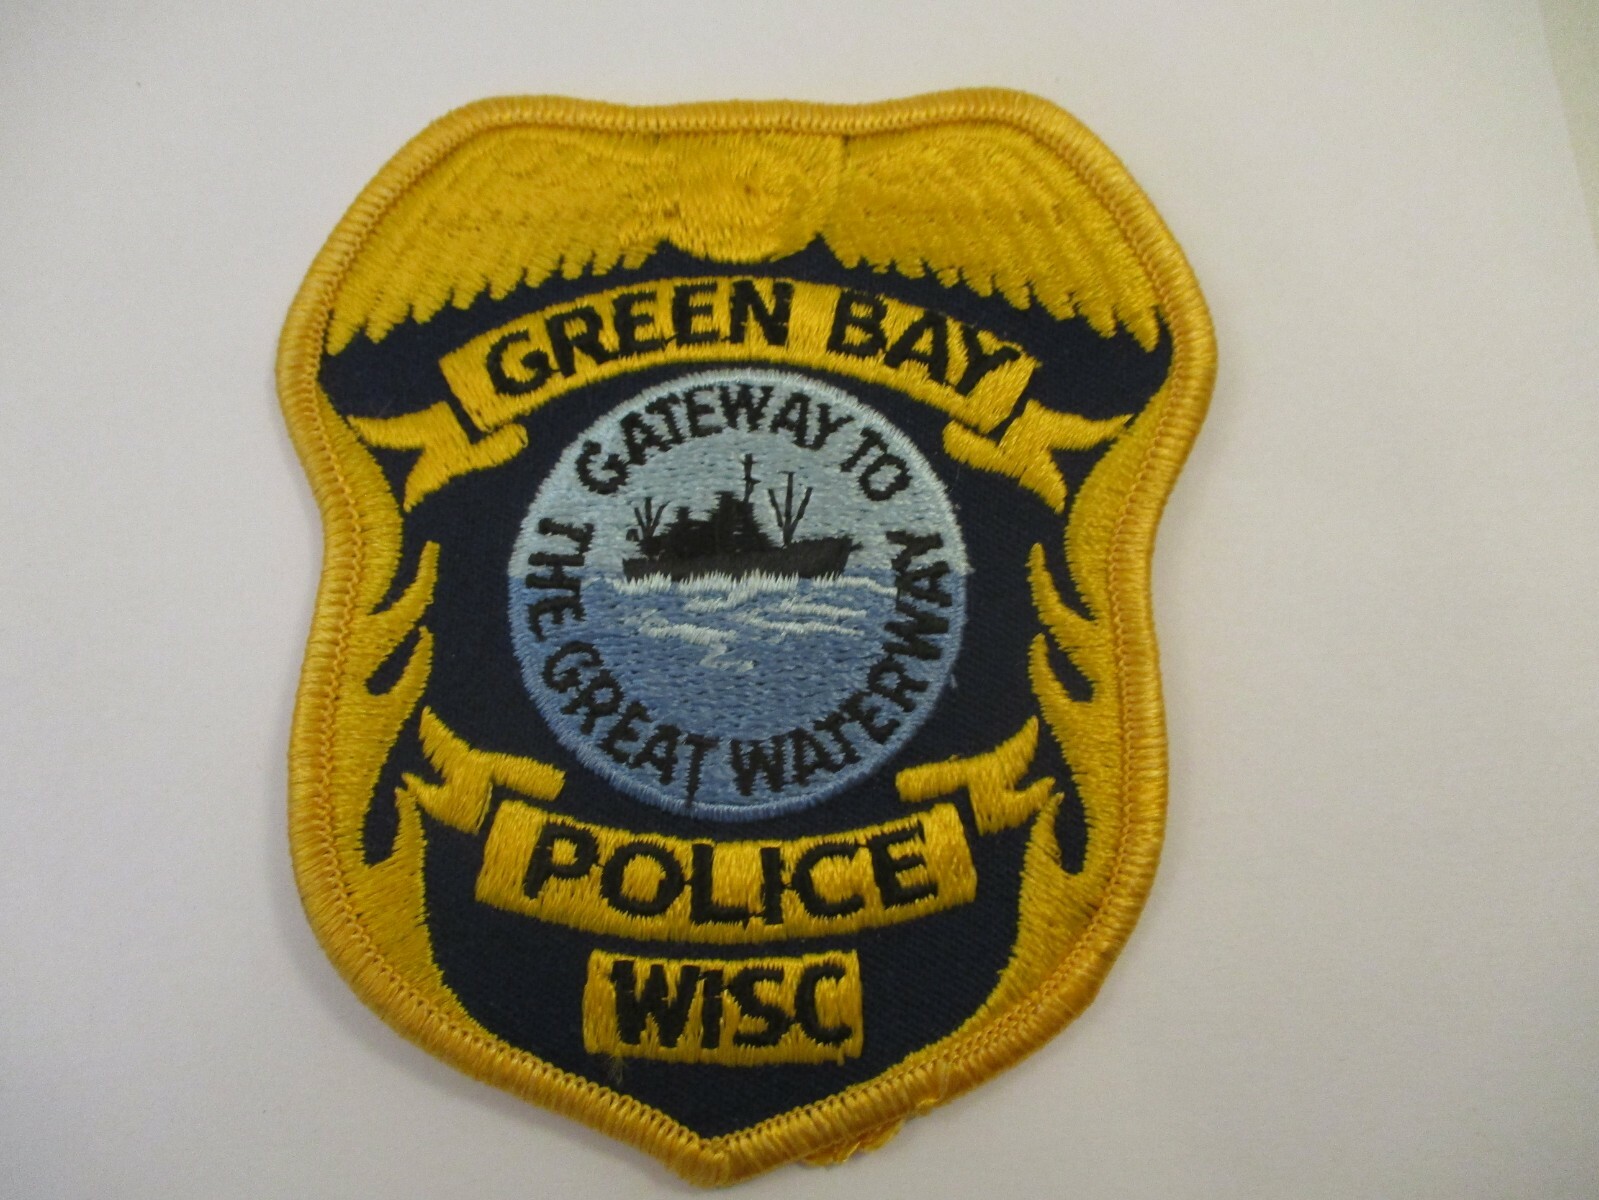 GREEN BAY
GATEWAY TO
THE GREAT WATERWAY
POLICE
WISC